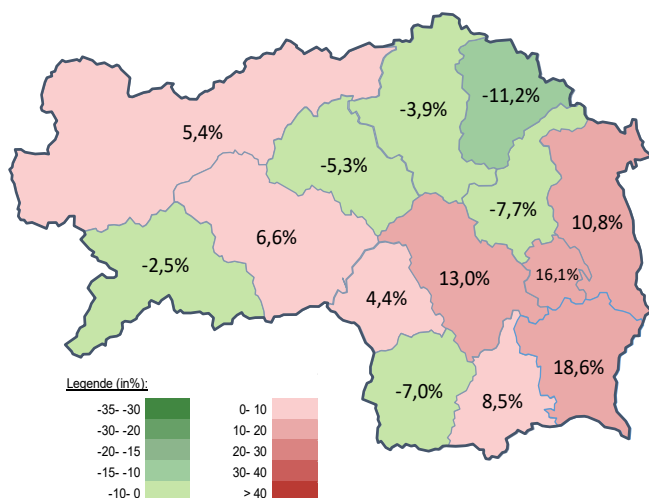 -11,2%
-3,9%
5,4%
-5,3%
-7,7%
10,8%
6,6%
-2,5%
13,0%
16,1%
4,4%
18,6%
-7,0%
8,5%
Legende (in%):
-35- -30 0- 10
-30- -20 10- 20
-20- -15 20- 30
-15- -10 30- 40
-10- 0 > 40